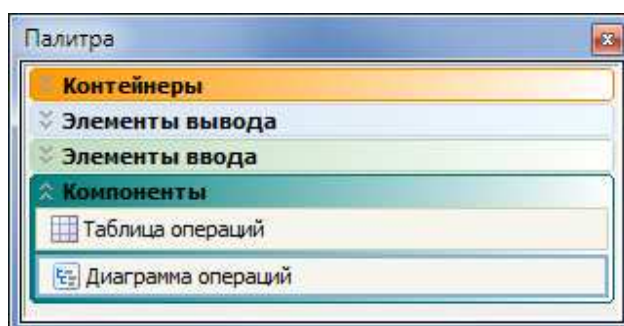 Палитра
Контейнеры
Элементы вывода
Элементы ввода
Компоненты
Таблица операций
Диаграмма операций